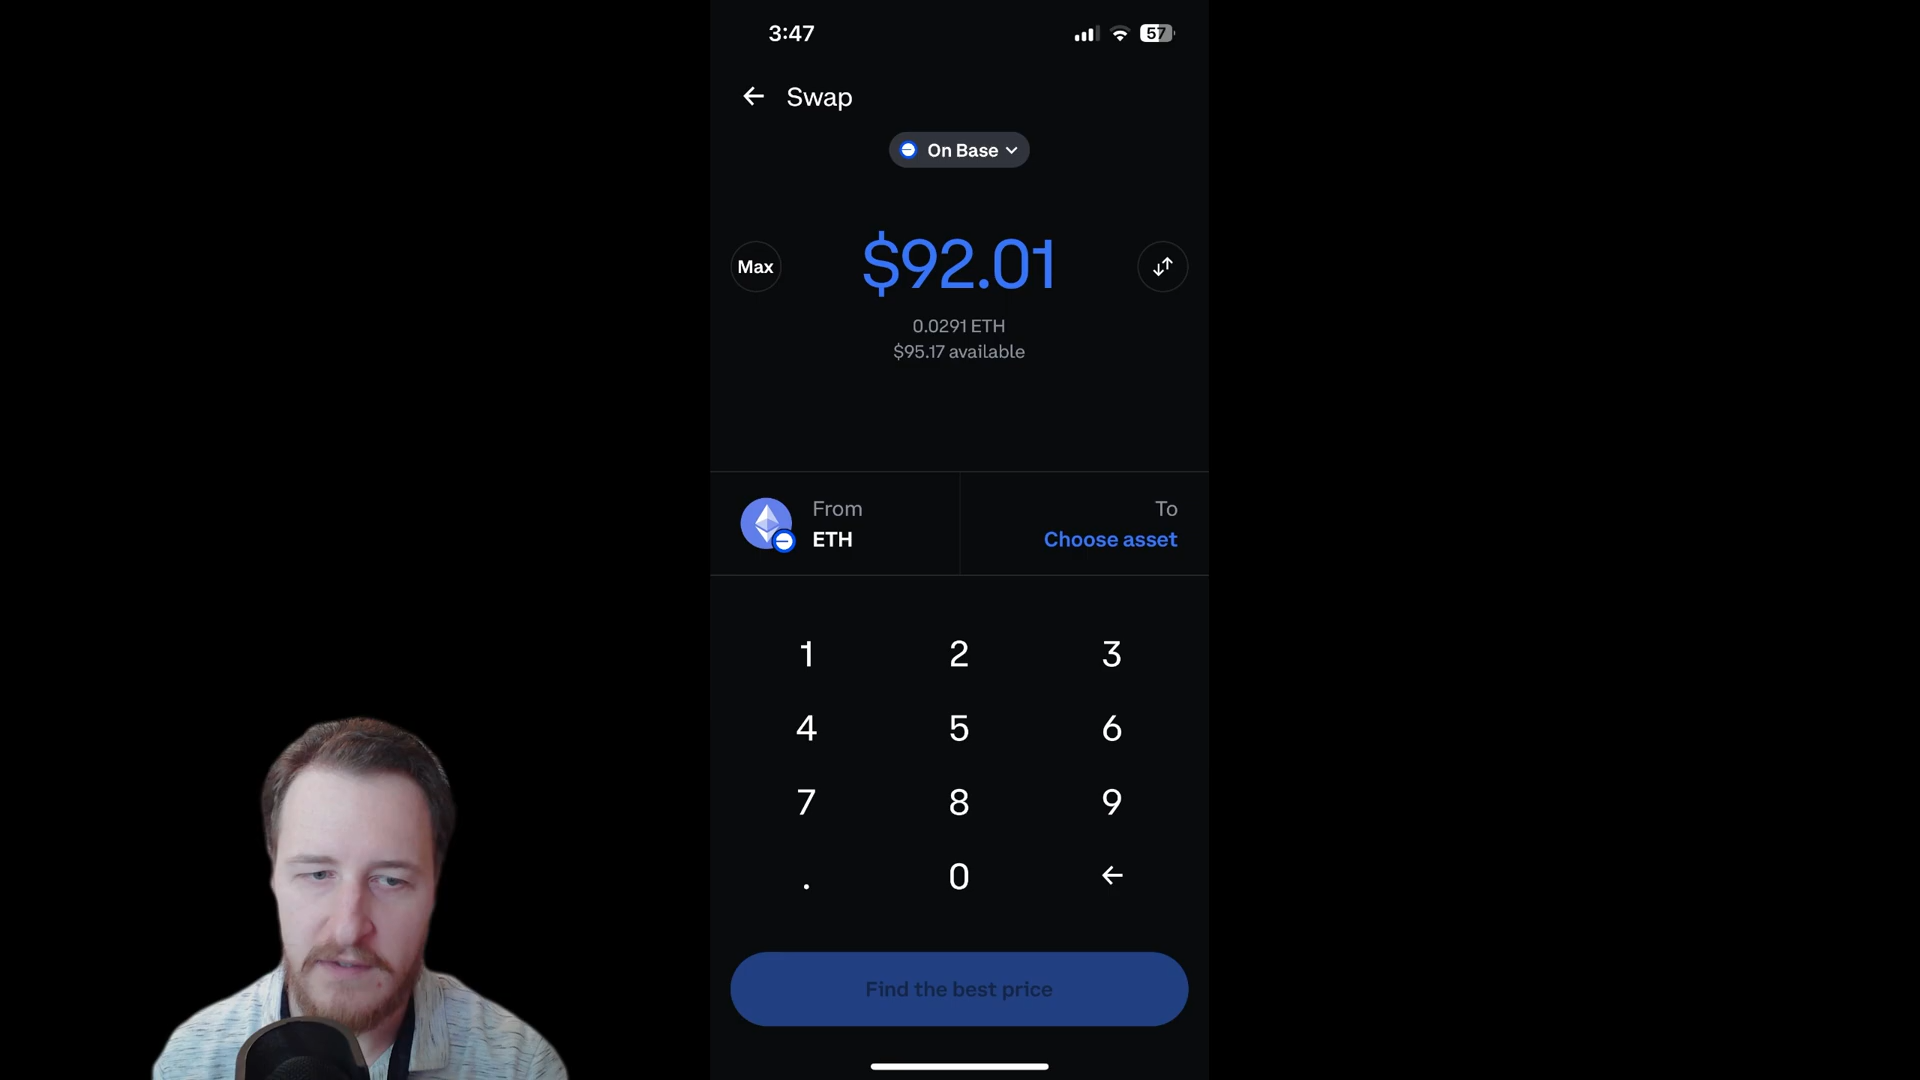 3:47
57
Swap
On Base
Max
$92.01
0.0291 ETH
$95.17 available
From
ETH
To
Choose asset
1 2 3
4 5 6
7 8 9
. 0
Find the best price